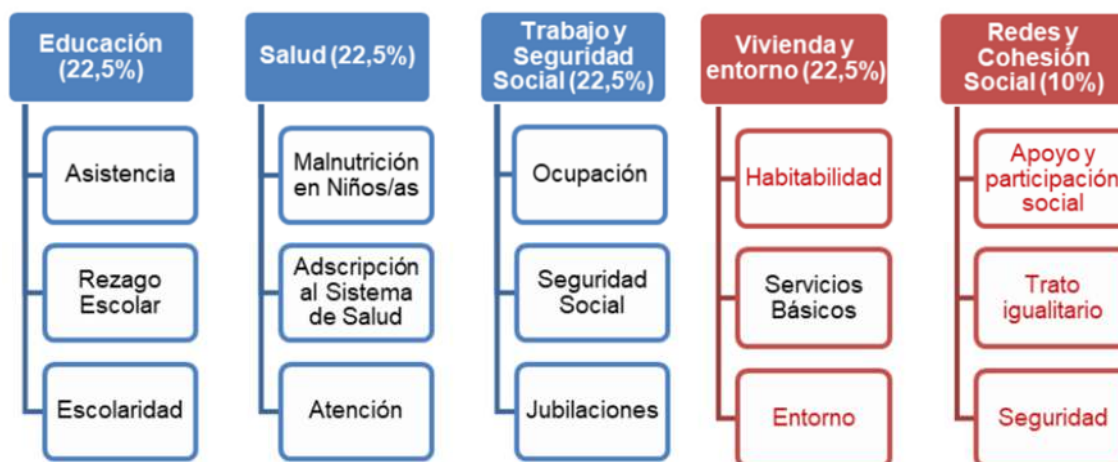 Educación
(22,5%)
Asistencia
Rezago
Escolar
Escolaridad
Salud (22,5%)
Malnutrición
en Niños/as
Adscripción
al Sistema
de Salud
Atención
Trabajo y
Seguridad
Social (22,5%)
Ocupación
Seguridad
Social
Jubilaciones
Vivienda y
entorno (22,5%)
Habitabilidad
Servicios
Básicos
Entorno
Redes y
Cohesión
Social (10%)
Apoyo y
participación
social
Trato
igualitario
Seguridad